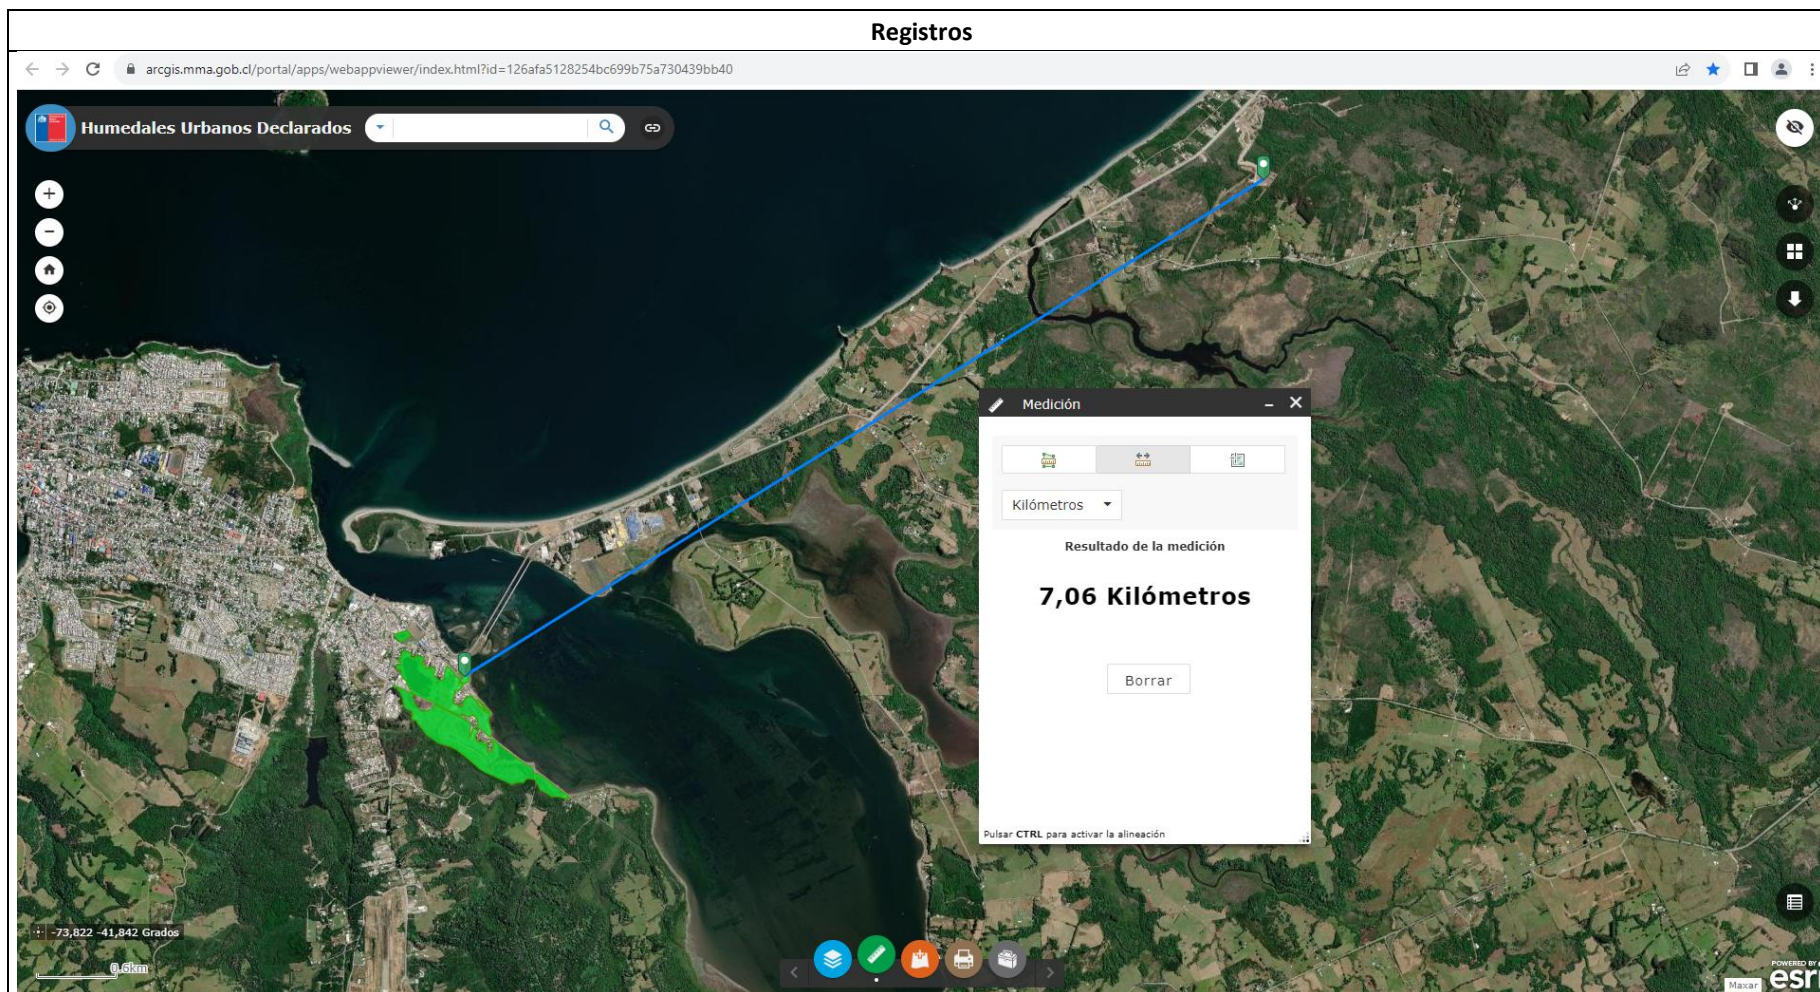 Registros
arcgis.mma.gob.cl/portal/apps/webappviewer/index.html?id=126afa5128254bc699b75a730439bb40
Humedales Urbanos Declarados
Medición
Kilómetros
Resultado de la medición
7,06 Kilómetros
Borrar
Pulsar CTRL para activar la alineación
-73,822 -41,842 Grados
0.6km
Maxar
POWERED BY
esri